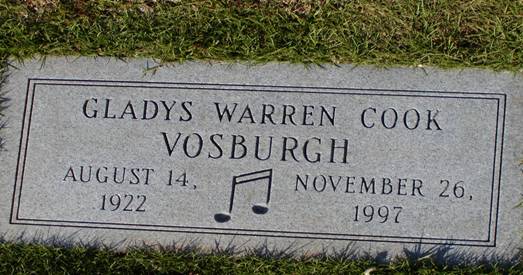 GLADYS WARREN COOK
VOSBURGH
AUGUST 14, NOVEMBER 26,
1922 1997